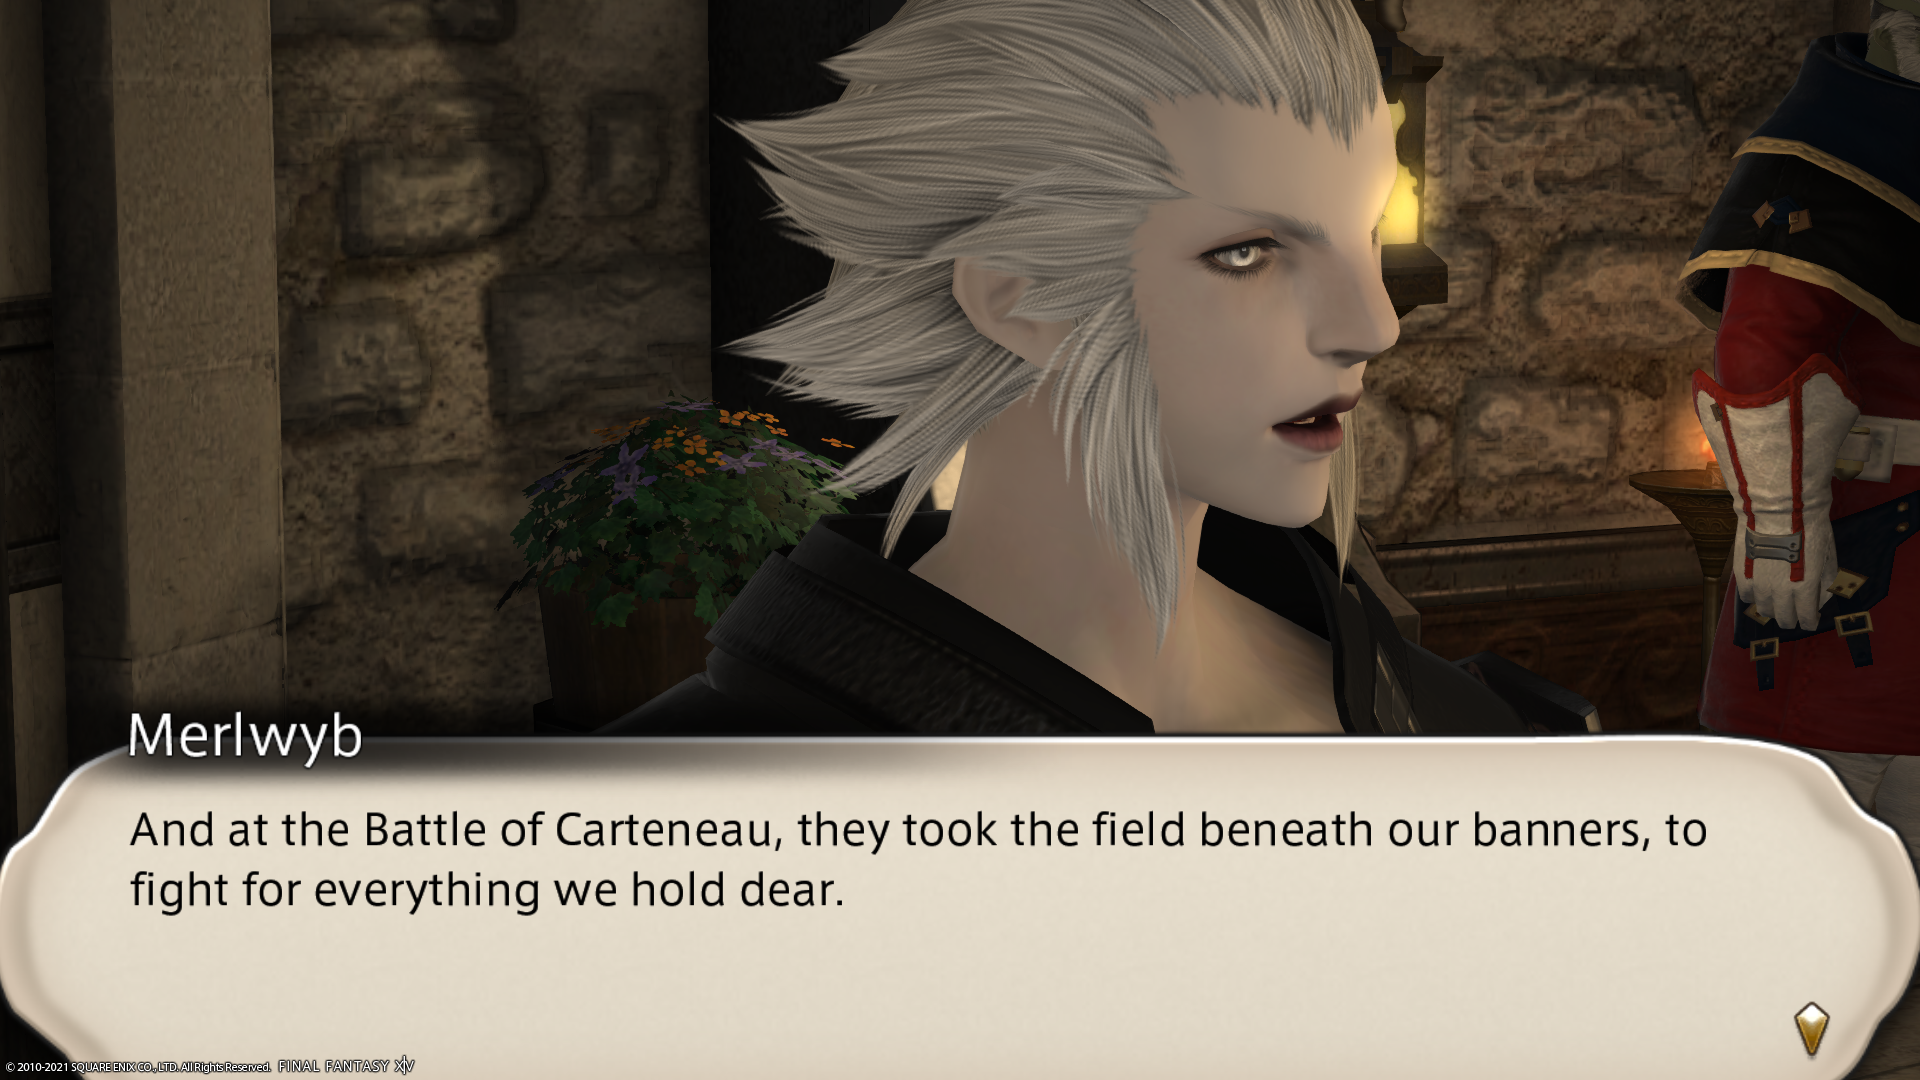 Merlwyb
And at the Battle of Carteneau, they took the field beneath our banners, to
fight for everything we hold dear.
© 2010-2021 SQUARE ENIX CO., LTD. All Rights Reserved. FINAL FANTASY XIV